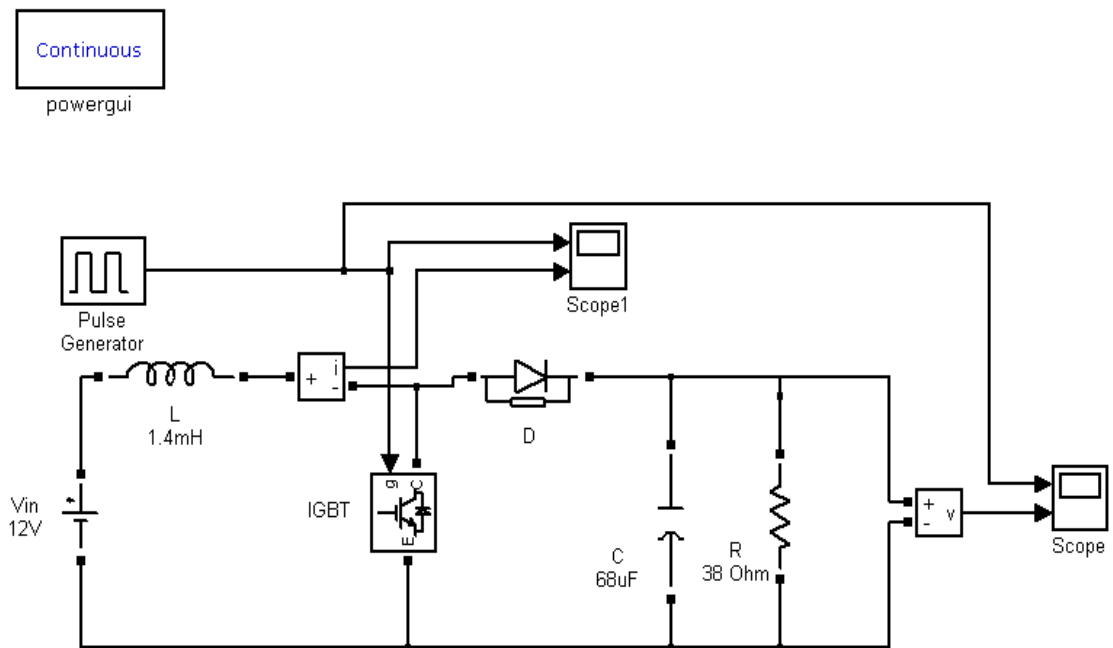 Continuous
powergui
Pulse
Generator
Scope1
i
+
-
L
1.4mH
D
Vin
12V
+
IGBT
g
C
E
C
68uF
R
38 Ohm
+
-
v
Scope